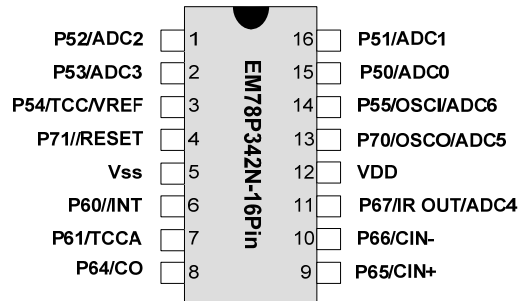 P52/ADC2 1 16 P51/ADC1
P53/ADC3 2 15 P50/ADC0
P54/TCC/VREF 3 14 P55/OSCI/ADC6
P71//RESET 4 13 P70/OSCO/ADC5
Vss 5 12 VDD
P60//INT 6 11 P67/IR OUT/ADC4
P61/TCCA 7 10 P66/CIN-
P64/CO 8 9 P65/CIN+
EM78P342N-16Pin